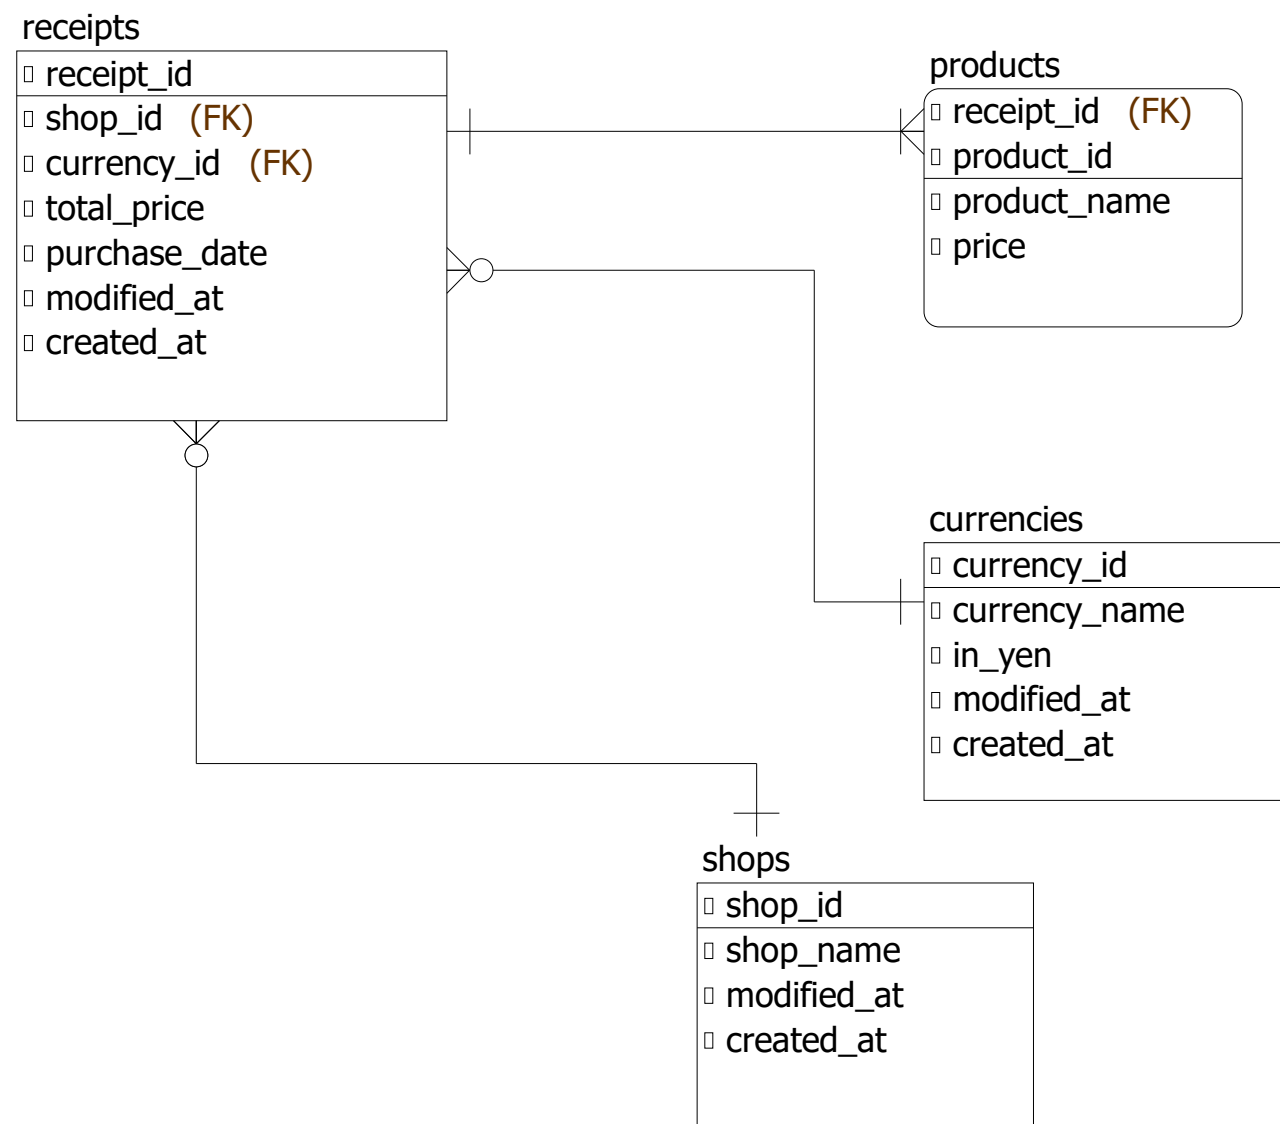 receipts
receipt_id
shop_id (FK)
currency_id (FK)
total_price
purchase_date
modified_at
created_at
products
receipt_id (FK)
product_id
product_name
price
currencies
currency_id
currency_name
in_yen
modified_at
created_at
shops
shop_id
shop_name
modified_at
created_at